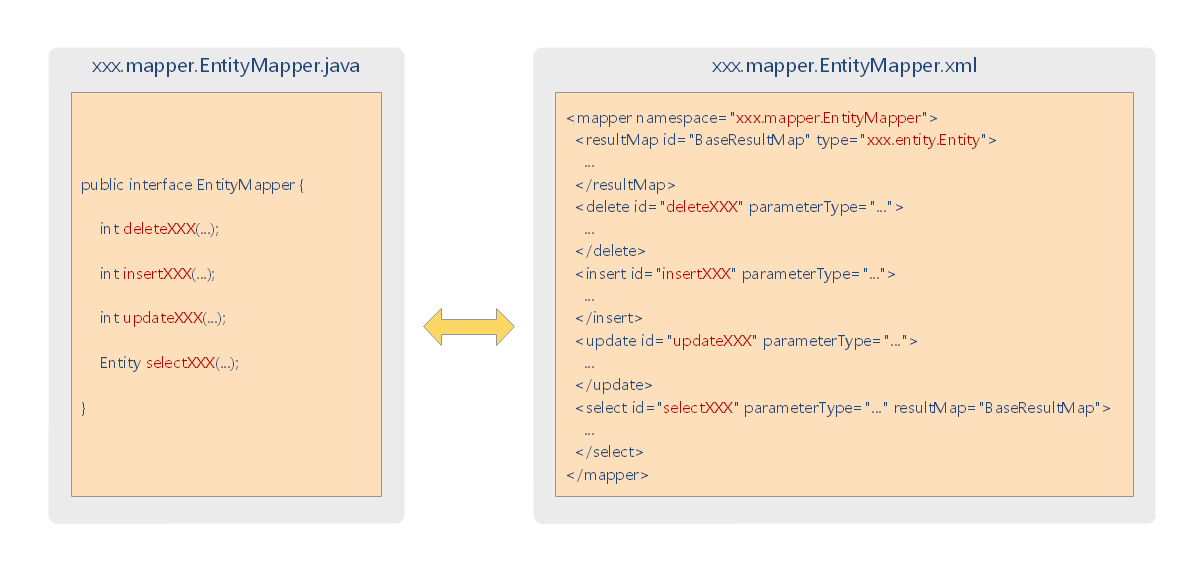 xxx.mapper.EntityMapper.java
public interface EntityMapper {
int deleteXXX(...);
int insertXXX(...);
int updateXXX(...);
Entity selectXXX(...);
}
xxx.mapper.EntityMapper.xml
<mapper namespace="xxx.mapper.EntityMapper">
<resultMap id="BaseResultMap" type="xxx.entity.Entity">
...
</resultMap>
<delete id="deleteXXX" parameterType="...">
...
</delete>
<insert id="insertXXX" parameterType="...">
...
</insert>
<update id="updateXXX" parameterType="...">
...
</update>
<select id="selectXXX" parameterType="..." resultMap="BaseResultMap">
...
</select>
</mapper>